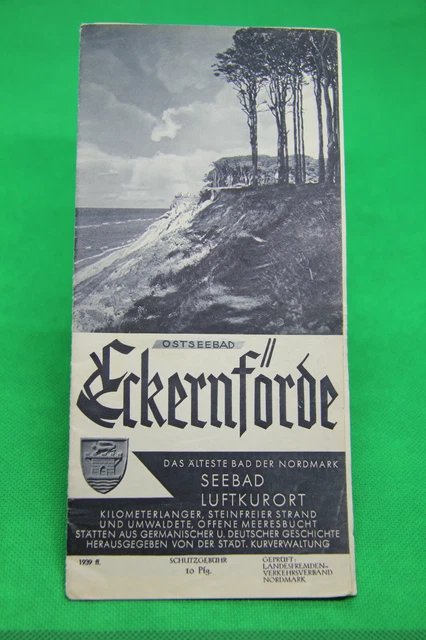 OSTSEEBAD
Eckernförde
DAS ÄLTESTE BAD DER NORDMARK
SEEBAD
LUFTKURORT
KILOMETERLANGER, STEINFREIER STRAND
UND UMWALDETE, OFFENE MEERESBUCHT
STÄTTEN AUS GERMANISCHER U. DEUTSCHER GESCHICHTE
HERAUSGEGEBEN VON DER STÄDT. KURVERWALTUNG
1939 fl.
SCHUTZGEBÜHR
10 Pfg.
GEPRÜFT:
LANDESFREMDEN-
VERKEHRSVERBAND
NORDMARK